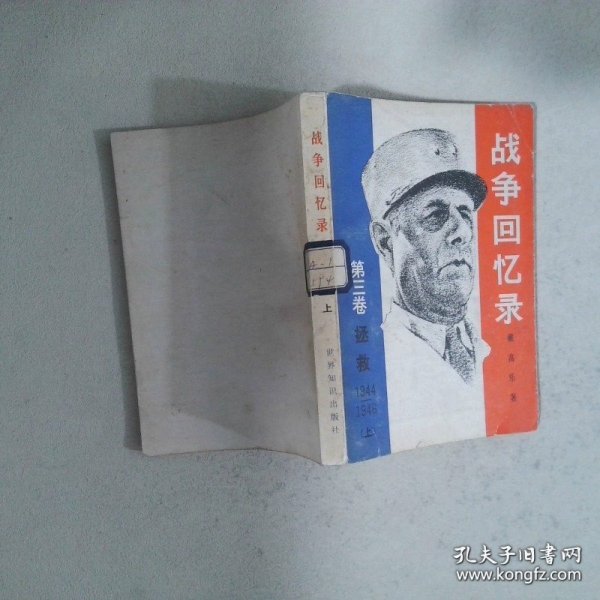 战争回忆录
戴高乐著
第三卷 拯救
1944
1946
(上)
战争回忆录
上
世界知识出版社
孔夫子旧书网
www.kongfz.com